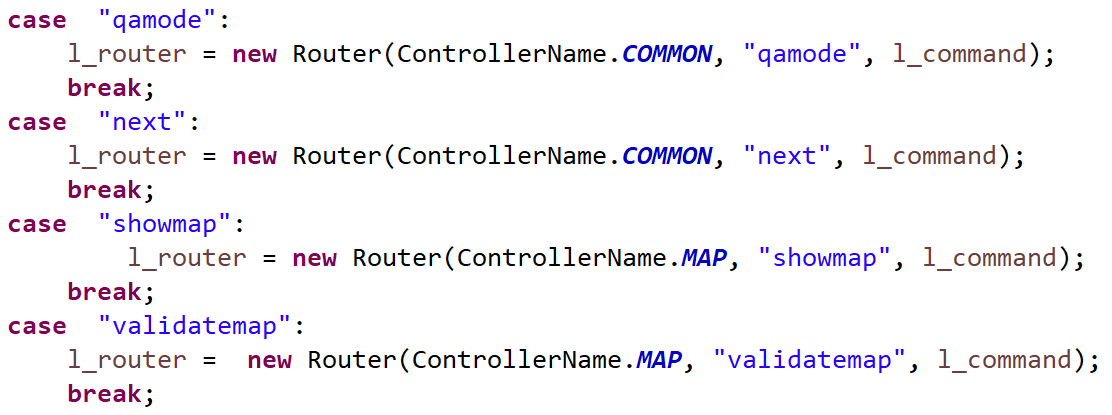 case  "qamode":
    l_router = new Router(ControllerName.COMMON, "qamode", l_command);
    break;
case  "next":
    l_router = new Router(ControllerName.COMMON, "next", l_command);
    break;
case  "showmap":
        l_router = new Router(ControllerName.MAP, "showmap", l_command);
    break;
case  "validatemap":
    l_router =  new Router(ControllerName.MAP, "validatemap", l_command);
    break;